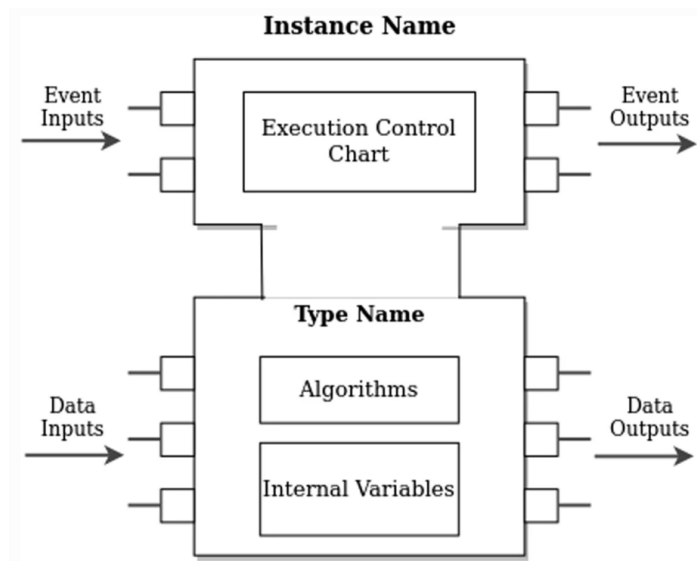 Instance Name
Event
Inputs
Execution Control
Chart
Event
Outputs
Type Name
Algorithms
Data
Inputs
Data
Outputs
Internal Variables